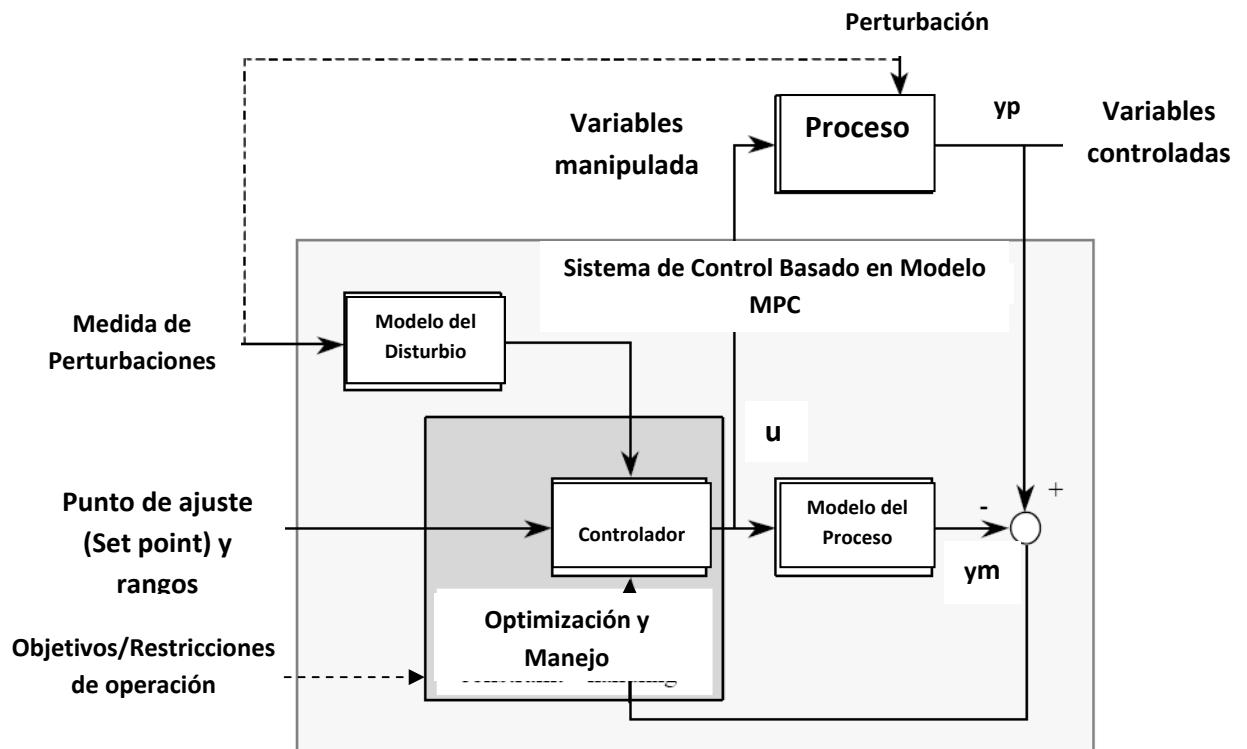 Perturbación
Proceso
yp
Variables
controladas
Variables
manipulada
Sistema de Control Basado en Modelo
MPC
Medida de
Perturbaciones
Modelo del
Disturbio
u
Punto de ajuste
(Set point) y
rangos
Controlador
Modelo del
Proceso
-
+
ym
Optimización y
Manejo
Objetivos/Restricciones
de operación